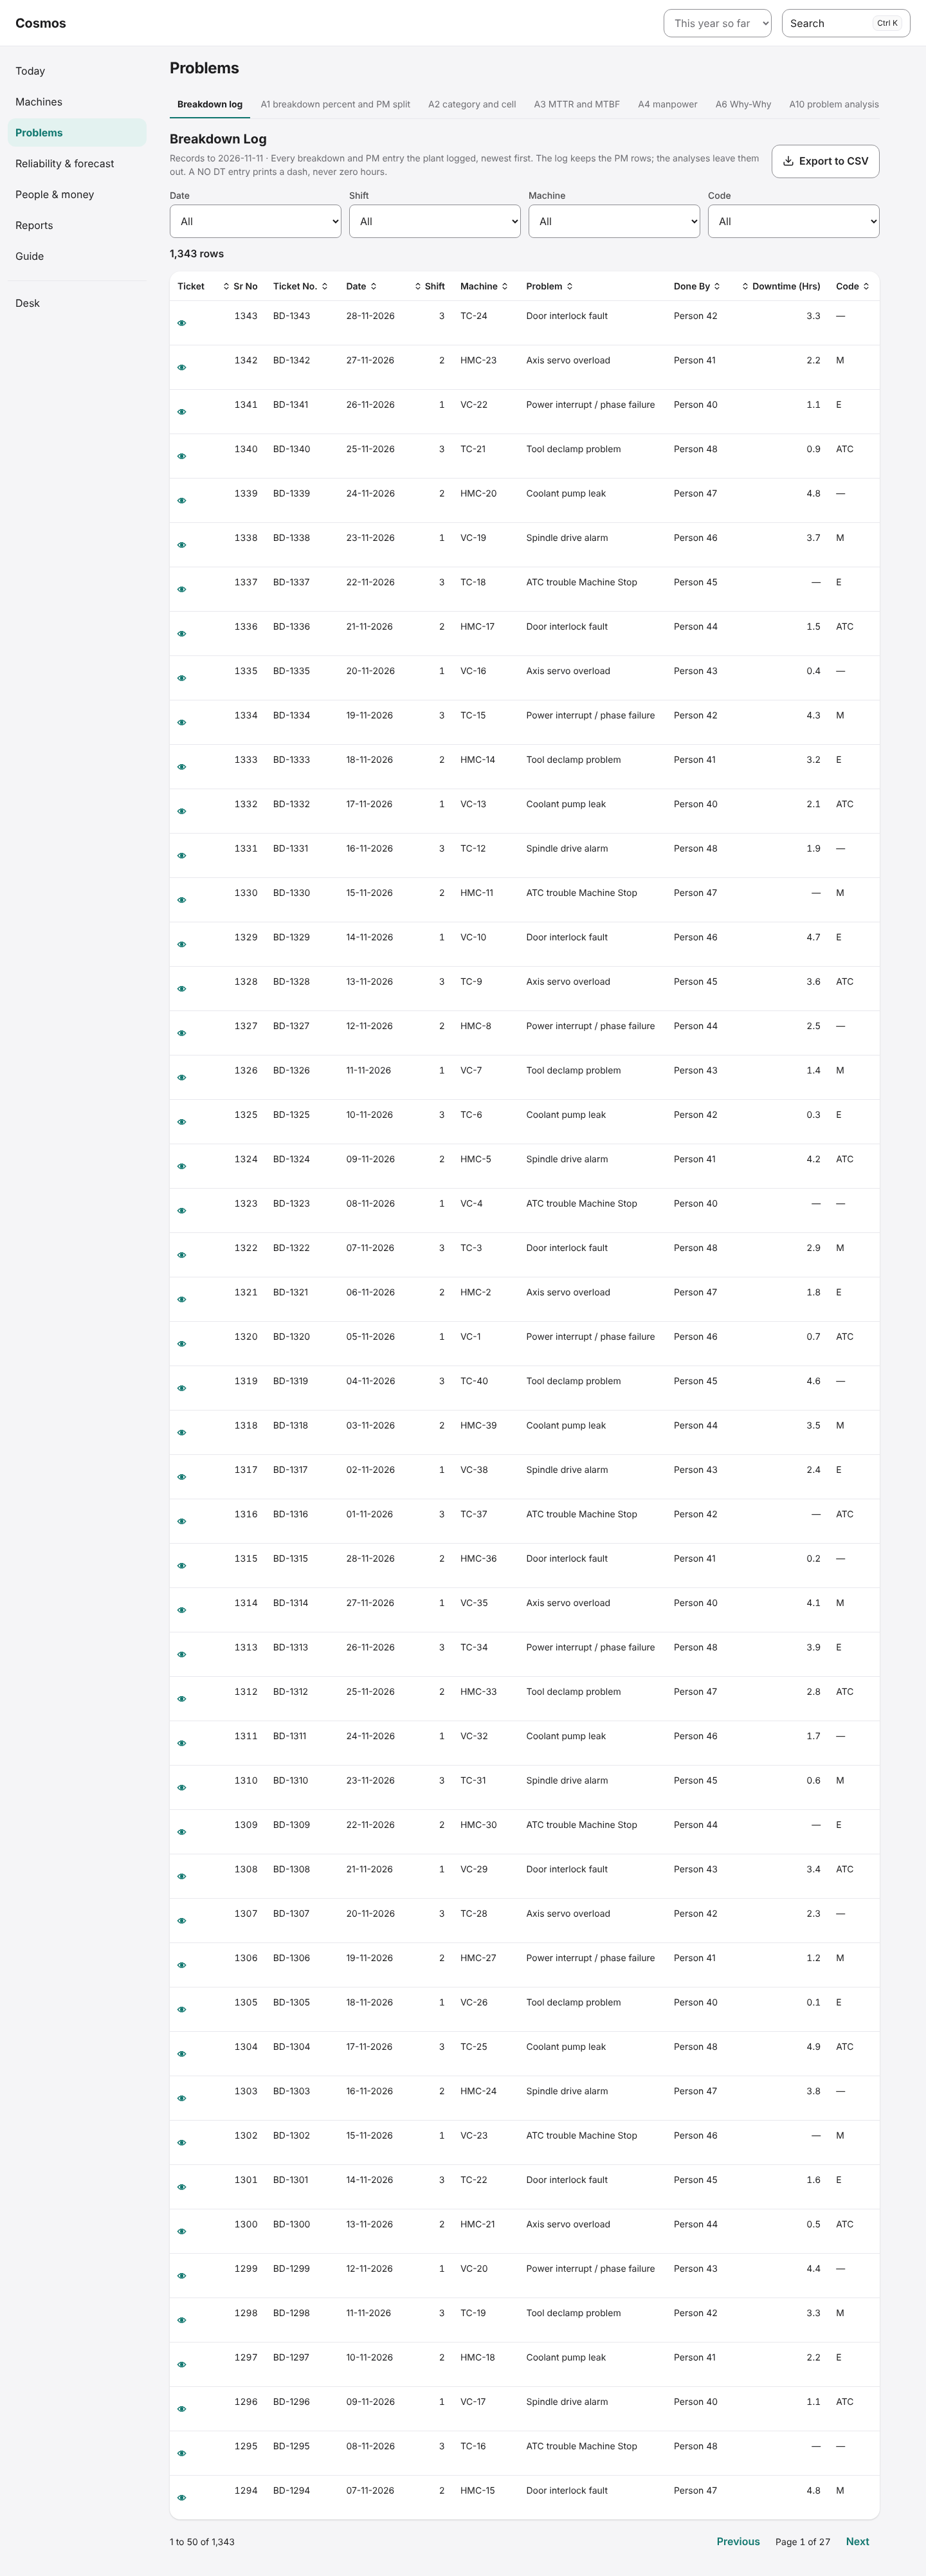 Cosmos
This year so far
Search Ctrl K
Today
Machines
Problems
Reliability & forecast
People & money
Reports
Guide
Desk
Problems
Breakdown log A1 breakdown percent and PM split A2 category and cell A3 MTTR and MTBF A4 manpower A6 Why-Why A10 problem analysis
Breakdown Log
Records to 2026-11-11 · Every breakdown and PM entry the plant logged, newest first. The log keeps the PM rows; the analyses leave them
out. A NO DT entry prints a dash, never zero hours.
Export to CSV
Date Shift Machine Code
All All All All
1,343 rows
Ticket Sr No Ticket No. Date Shift Machine Problem Done By Downtime (Hrs) Code
1343 BD-1343 28-11-2026 3 TC-24 Door interlock fault Person 42 3.3 —
1342 BD-1342 27-11-2026 2 HMC-23 Axis servo overload Person 41 2.2 M
1341 BD-1341 26-11-2026 1 VC-22 Power interrupt / phase failure Person 40 1.1 E
1340 BD-1340 25-11-2026 3 TC-21 Tool declamp problem Person 48 0.9 ATC
1339 BD-1339 24-11-2026 2 HMC-20 Coolant pump leak Person 47 4.8 —
1338 BD-1338 23-11-2026 1 VC-19 Spindle drive alarm Person 46 3.7 M
1337 BD-1337 22-11-2026 3 TC-18 ATC trouble Machine Stop Person 45 — E
1336 BD-1336 21-11-2026 2 HMC-17 Door interlock fault Person 44 1.5 ATC
1335 BD-1335 20-11-2026 1 VC-16 Axis servo overload Person 43 0.4 —
1334 BD-1334 19-11-2026 3 TC-15 Power interrupt / phase failure Person 42 4.3 M
1333 BD-1333 18-11-2026 2 HMC-14 Tool declamp problem Person 41 3.2 E
1332 BD-1332 17-11-2026 1 VC-13 Coolant pump leak Person 40 2.1 ATC
1331 BD-1331 16-11-2026 3 TC-12 Spindle drive alarm Person 48 1.9 —
1330 BD-1330 15-11-2026 2 HMC-11 ATC trouble Machine Stop Person 47 — M
1329 BD-1329 14-11-2026 1 VC-10 Door interlock fault Person 46 4.7 E
1328 BD-1328 13-11-2026 3 TC-9 Axis servo overload Person 45 3.6 ATC
1327 BD-1327 12-11-2026 2 HMC-8 Power interrupt / phase failure Person 44 2.5 —
1326 BD-1326 11-11-2026 1 VC-7 Tool declamp problem Person 43 1.4 M
1325 BD-1325 10-11-2026 3 TC-6 Coolant pump leak Person 42 0.3 E
1324 BD-1324 09-11-2026 2 HMC-5 Spindle drive alarm Person 41 4.2 ATC
1323 BD-1323 08-11-2026 1 VC-4 ATC trouble Machine Stop Person 40 — —
1322 BD-1322 07-11-2026 3 TC-3 Door interlock fault Person 48 2.9 M
1321 BD-1321 06-11-2026 2 HMC-2 Axis servo overload Person 47 1.8 E
1320 BD-1320 05-11-2026 1 VC-1 Power interrupt / phase failure Person 46 0.7 ATC
1319 BD-1319 04-11-2026 3 TC-40 Tool declamp problem Person 45 4.6 —
1318 BD-1318 03-11-2026 2 HMC-39 Coolant pump leak Person 44 3.5 M
1317 BD-1317 02-11-2026 1 VC-38 Spindle drive alarm Person 43 2.4 E
1316 BD-1316 01-11-2026 3 TC-37 ATC trouble Machine Stop Person 42 — ATC
1315 BD-1315 28-11-2026 2 HMC-36 Door interlock fault Person 41 0.2 —
1314 BD-1314 27-11-2026 1 VC-35 Axis servo overload Person 40 4.1 M
1313 BD-1313 26-11-2026 3 TC-34 Power interrupt / phase failure Person 48 3.9 E
1312 BD-1312 25-11-2026 2 HMC-33 Tool declamp problem Person 47 2.8 ATC
1311 BD-1311 24-11-2026 1 VC-32 Coolant pump leak Person 46 1.7 —
1310 BD-1310 23-11-2026 3 TC-31 Spindle drive alarm Person 45 0.6 M
1309 BD-1309 22-11-2026 2 HMC-30 ATC trouble Machine Stop Person 44 — E
1308 BD-1308 21-11-2026 1 VC-29 Door interlock fault Person 43 3.4 ATC
1307 BD-1307 20-11-2026 3 TC-28 Axis servo overload Person 42 2.3 —
1306 BD-1306 19-11-2026 2 HMC-27 Power interrupt / phase failure Person 41 1.2 M
1305 BD-1305 18-11-2026 1 VC-26 Tool declamp problem Person 40 0.1 E
1304 BD-1304 17-11-2026 3 TC-25 Coolant pump leak Person 48 4.9 ATC
1303 BD-1303 16-11-2026 2 HMC-24 Spindle drive alarm Person 47 3.8 —
1302 BD-1302 15-11-2026 1 VC-23 ATC trouble Machine Stop Person 46 — M
1301 BD-1301 14-11-2026 3 TC-22 Door interlock fault Person 45 1.6 E
1300 BD-1300 13-11-2026 2 HMC-21 Axis servo overload Person 44 0.5 ATC
1299 BD-1299 12-11-2026 1 VC-20 Power interrupt / phase failure Person 43 4.4 —
1298 BD-1298 11-11-2026 3 TC-19 Tool declamp problem Person 42 3.3 M
1297 BD-1297 10-11-2026 2 HMC-18 Coolant pump leak Person 41 2.2 E
1296 BD-1296 09-11-2026 1 VC-17 Spindle drive alarm Person 40 1.1 ATC
1295 BD-1295 08-11-2026 3 TC-16 ATC trouble Machine Stop Person 48 — —
1294 BD-1294 07-11-2026 2 HMC-15 Door interlock fault Person 47 4.8 M
1 to 50 of 1,343 Previous Page 1 of 27 Next